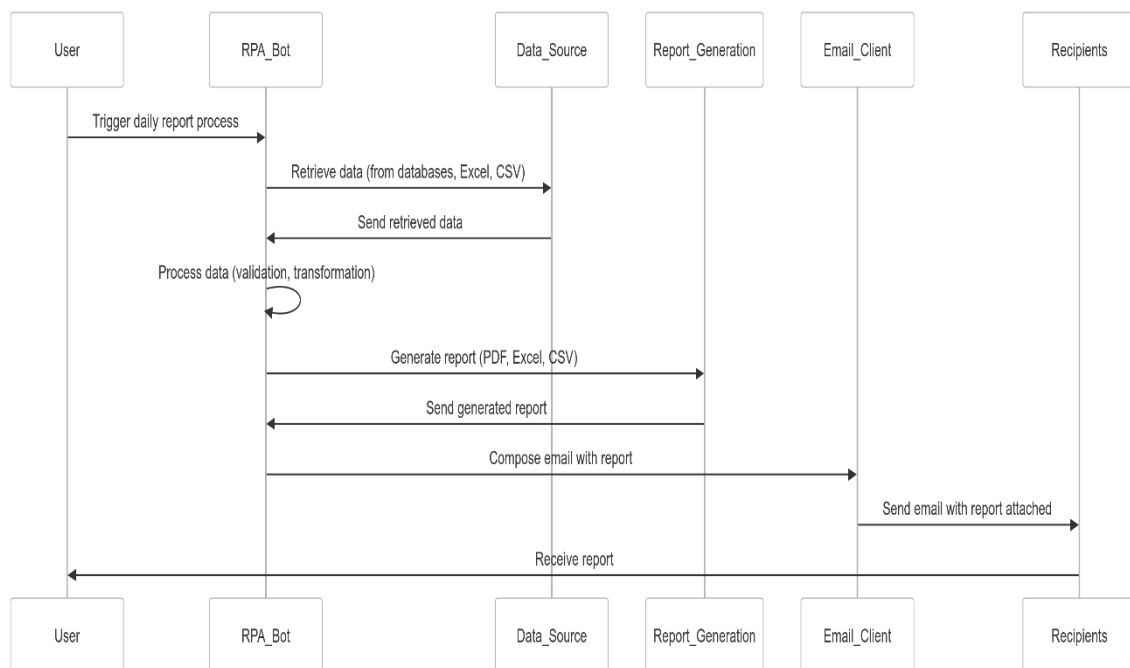 User
RPA_Bot
Data_Source
Report_Generation
Email_Client
Recipients
Trigger daily report process
Retrieve data (from databases, Excel, CSV)
Send retrieved data
Process data (validation, transformation)
Generate report (PDF, Excel, CSV)
Send generated report
Compose email with report
Send email with report attached
Receive report
User
RPA_Bot
Data_Source
Report_Generation
Email_Client
Recipients